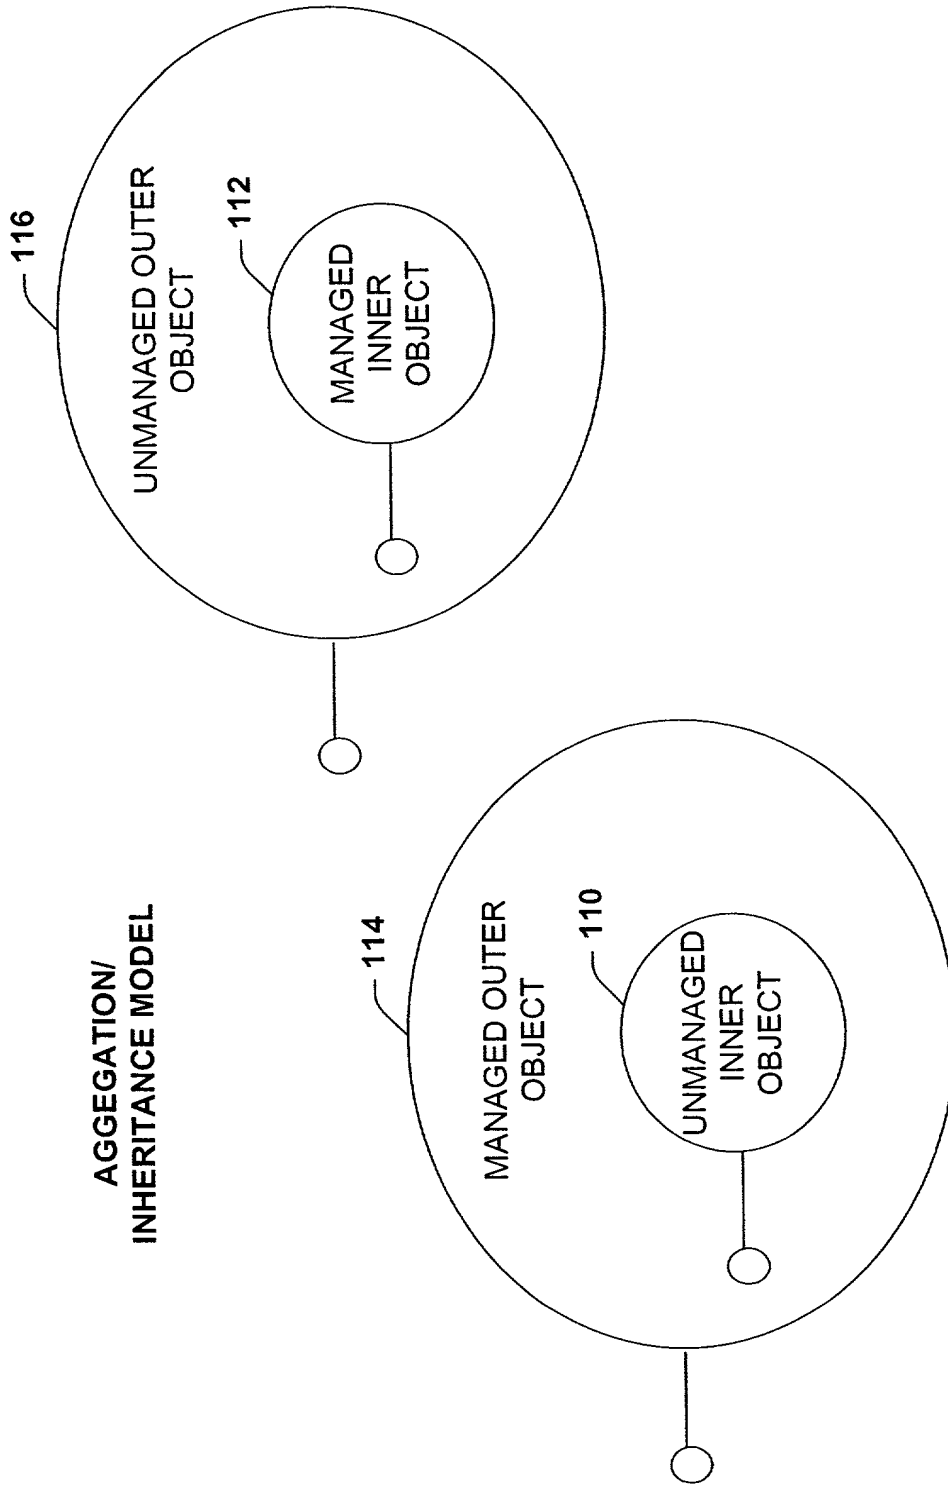 AGGEGATION/
INHERITANCE MODEL
114
MANAGED OUTER
OBJECT
110
UNMANAGED
INNER
OBJECT
116
UNMANAGED OUTER
OBJECT
112
MANAGED
INNER
OBJECT